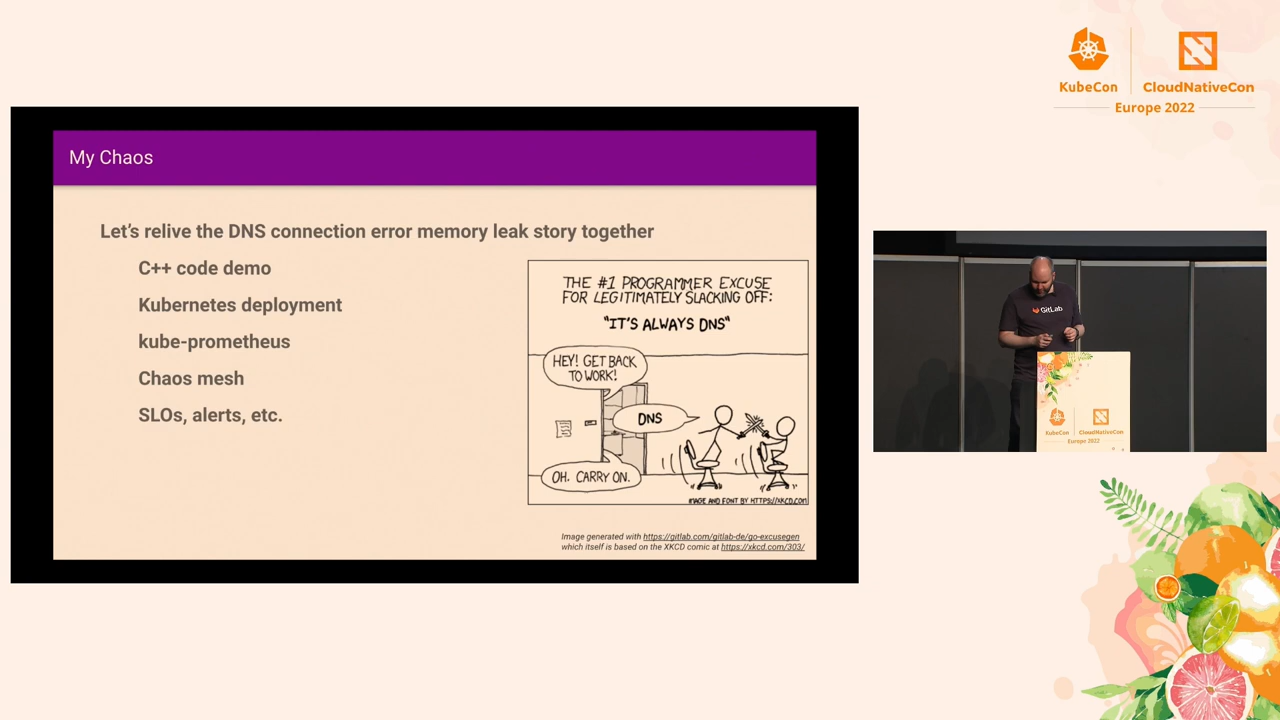 KubeCon
CloudNativeCon
Europe 2022
My Chaos
Let's relive the DNS connection error memory leak story together
C++ code demo
Kubernetes deployment
kube-prometheus
Chaos mesh
SLOs, alerts, etc.
THE #1 PROGRAMMER EXCUSE
FOR LEGITIMATELY SLACKING OFF:
"IT'S ALWAYS DNS"
HEY! GET BACK
TO WORK!
DNS
OH. CARRY ON.
IMAGE AND FONT BY HTTPS://XKCD.COM
Image generated with https://gitlab.com/gitlab-de/go-excusegen
which itself is based on the XKCD comic at https://xkcd.com/303/
GitLab
KubeCon
CloudNativeCon
Europe 2022